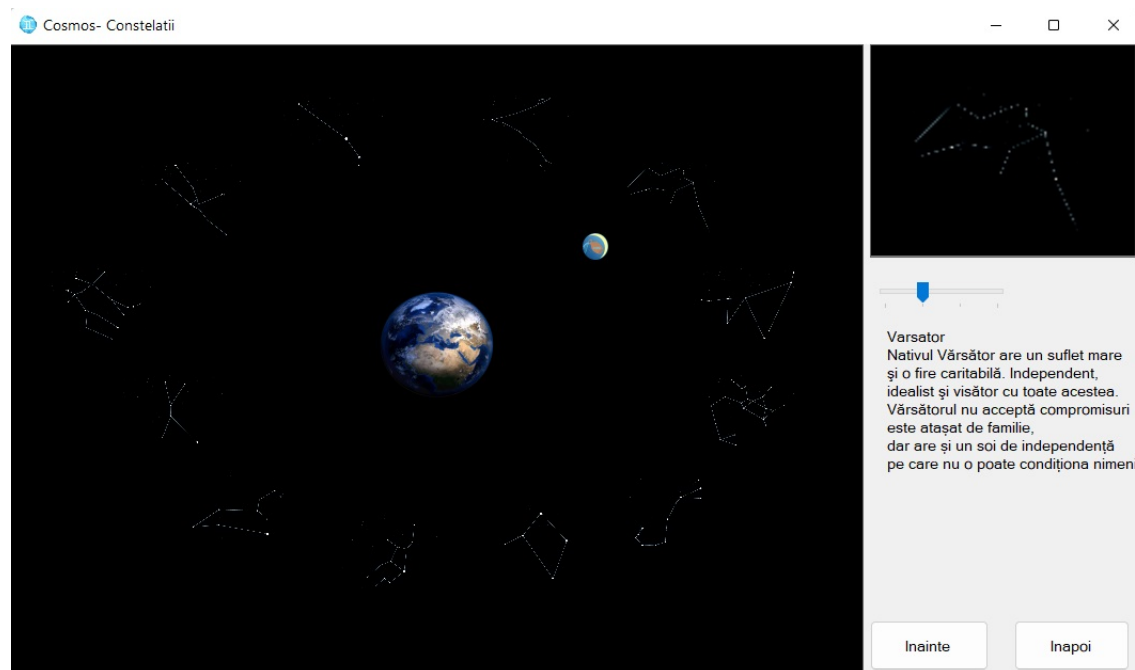 Cosmos- Constelatii
Varsator
Nativul Vărsător are un suflet mare
şi o fire caritabilă. Independent,
idealist şi visător cu toate acestea.
Vărsătorul nu acceptă compromisuri
este atașat de familie,
dar are și un soi de independență
pe care nu o poate condiționa nimeni
Inainte
Inapoi